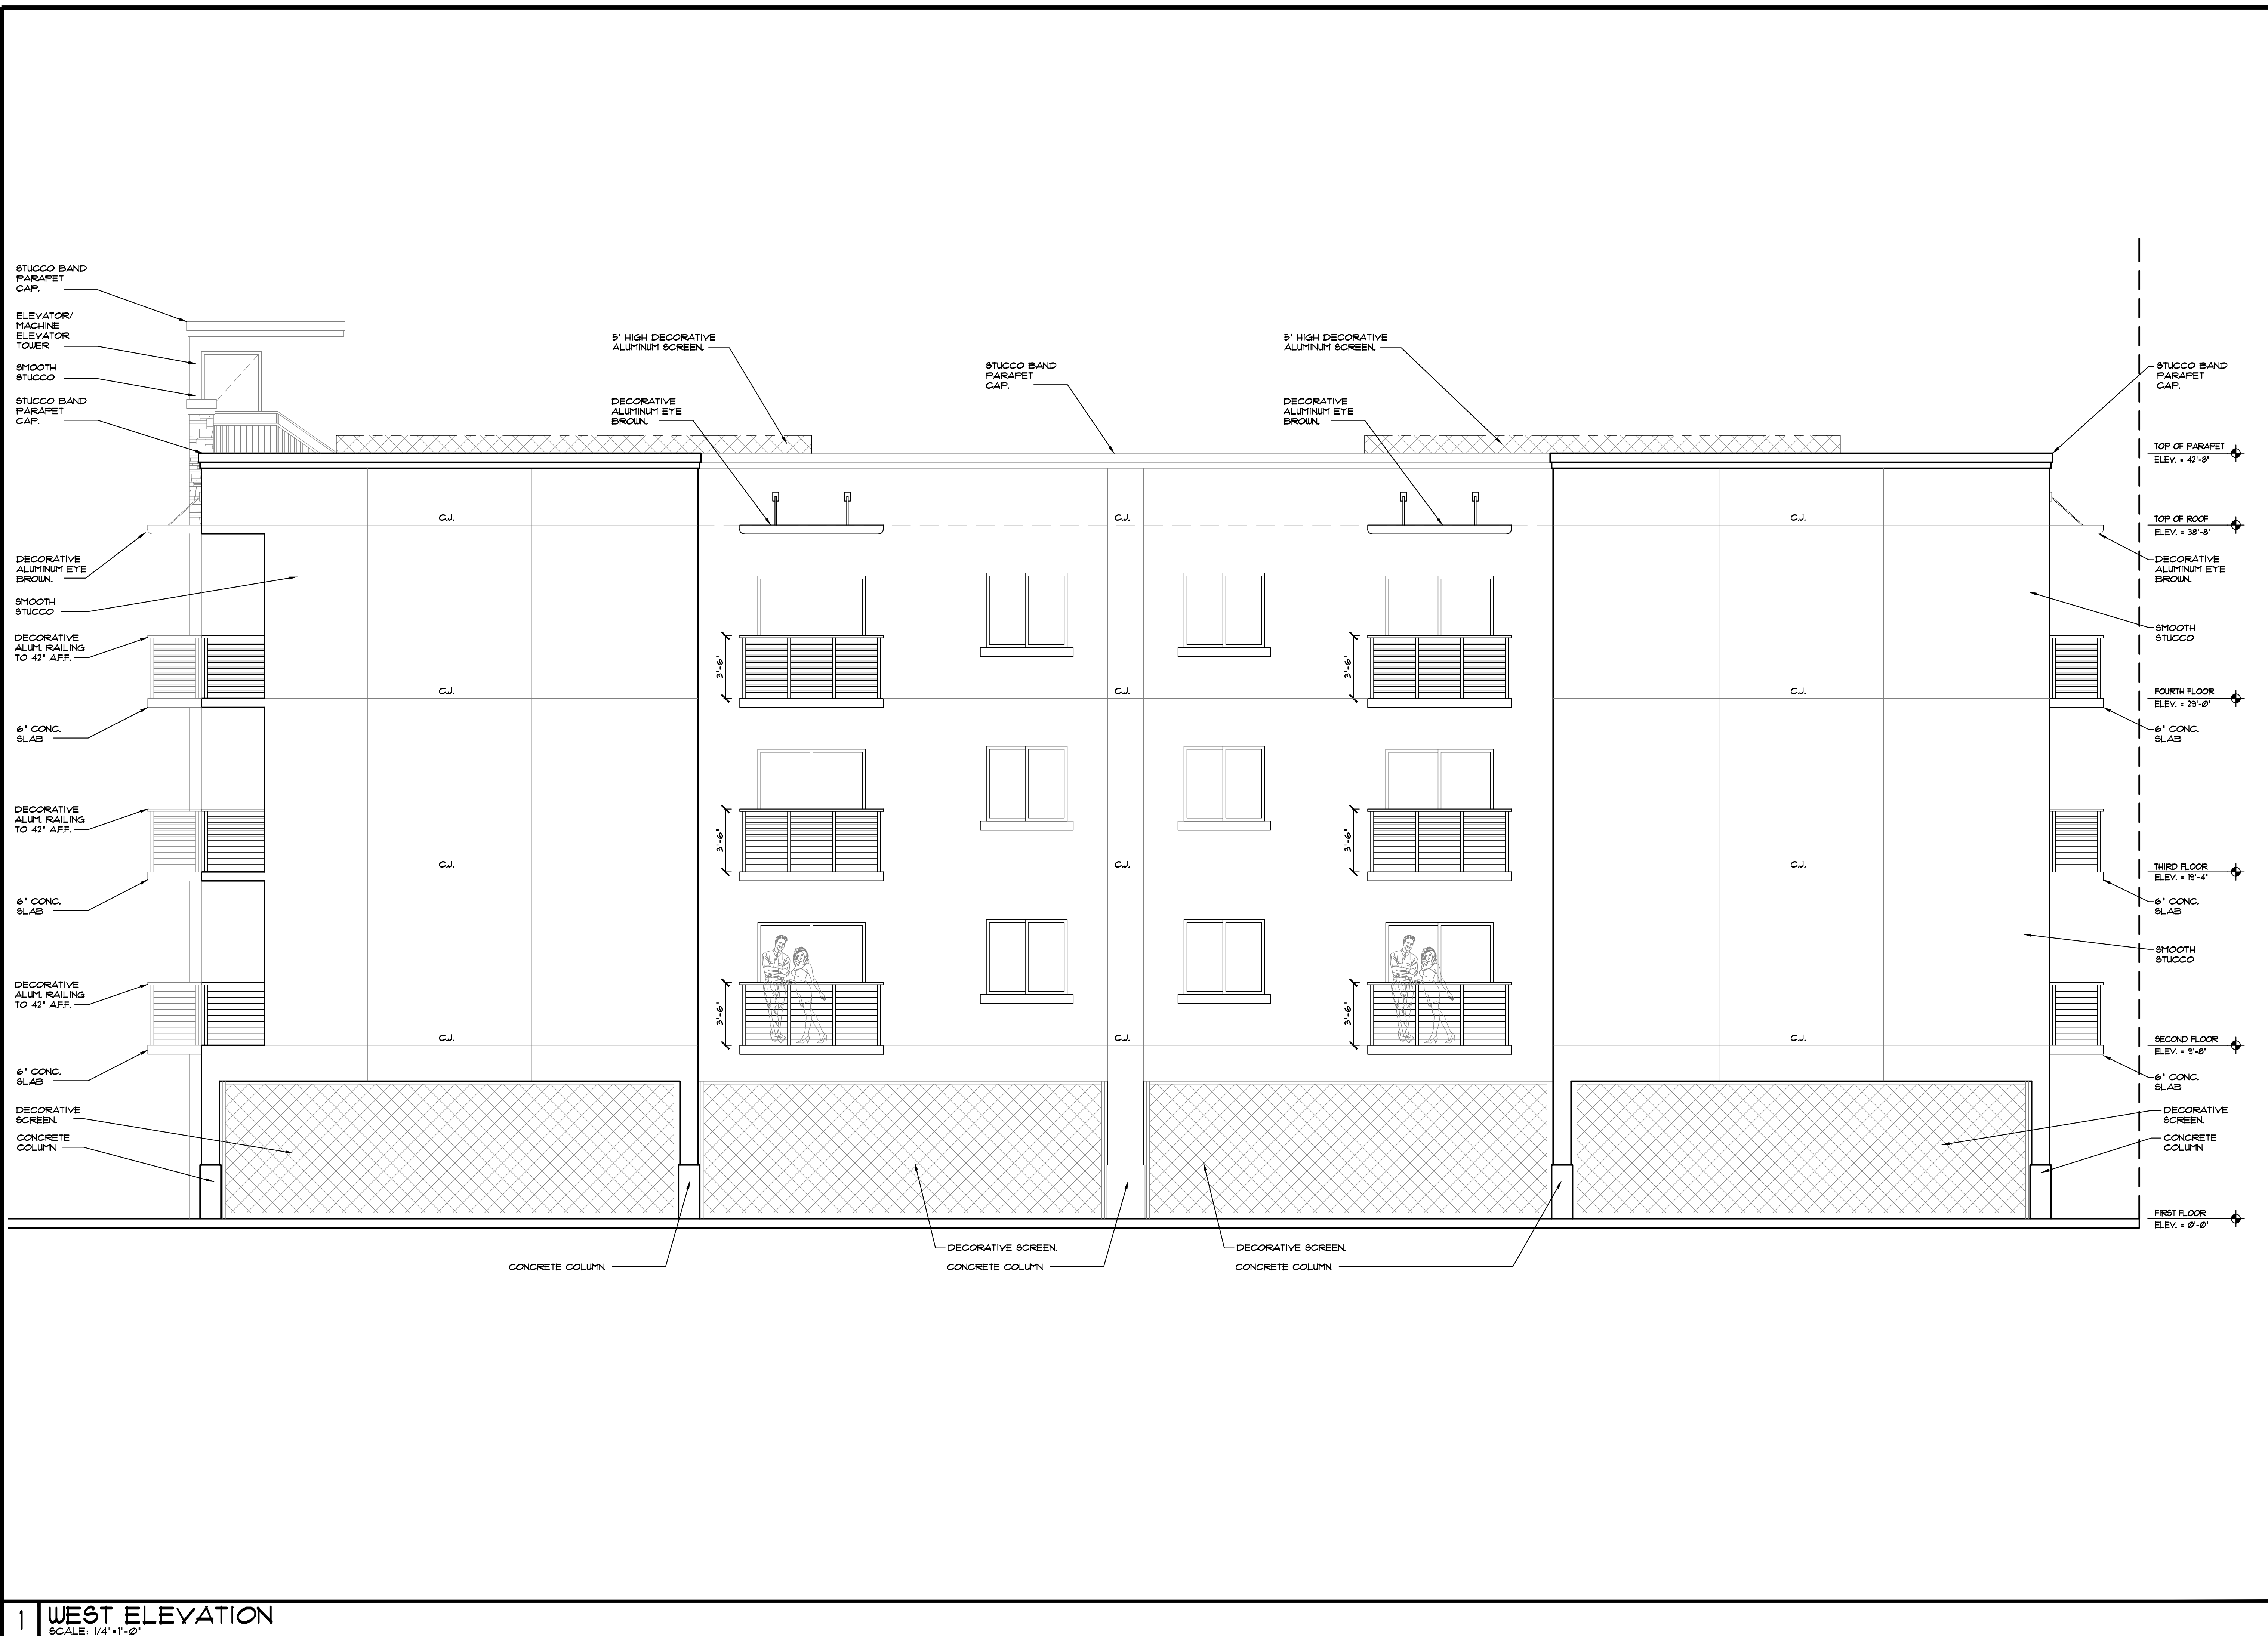 STUCCO BAND
PARAPET
CAP.
ELEVATOR/
MACHINE
ELEVATOR
TOWER
SMOOTH
STUCCO
STUCCO BAND
PARAPET
CAP.
DECORATIVE
ALUMINUM EYE
BROWN.
SMOOTH
STUCCO
DECORATIVE
ALUM. RAILING
TO 42" A.F.F.
6" CONC.
SLAB
DECORATIVE
ALUM. RAILING
TO 42" A.F.F.
6" CONC.
SLAB
DECORATIVE
ALUM. RAILING
TO 42" A.F.F.
6" CONC.
SLAB
DECORATIVE
SCREEN.
CONCRETE
COLUMN
5' HIGH DECORATIVE
ALUMINUM SCREEN.
DECORATIVE
ALUMINUM EYE
BROWN.
STUCCO BAND
PARAPET
CAP.
5' HIGH DECORATIVE
ALUMINUM SCREEN.
DECORATIVE
ALUMINUM EYE
BROWN.
C.J.
C.J.
C.J.
3'-6"
3'-6"
C.J.
C.J.
C.J.
3'-6"
3'-6"
C.J.
C.J.
C.J.
3'-6"
3'-6"
C.J.
C.J.
C.J.
DECORATIVE SCREEN.
DECORATIVE SCREEN.
CONCRETE COLUMN
CONCRETE COLUMN
CONCRETE COLUMN
STUCCO BAND
PARAPET
CAP.
TOP OF PARAPET
ELEV. = 42'-8"
TOP OF ROOF
ELEV. = 38'-8"
DECORATIVE
ALUMINUM EYE
BROWN.
SMOOTH
STUCCO
FOURTH FLOOR
ELEV. = 29'-0"
6" CONC.
SLAB
THIRD FLOOR
ELEV. = 19'-4"
6" CONC.
SLAB
SMOOTH
STUCCO
SECOND FLOOR
ELEV. = 9'-8"
6" CONC.
SLAB
DECORATIVE
SCREEN.
CONCRETE
COLUMN
FIRST FLOOR
ELEV. = 0'-0"
1
WEST ELEVATION
SCALE: 1/4"=1'-0"